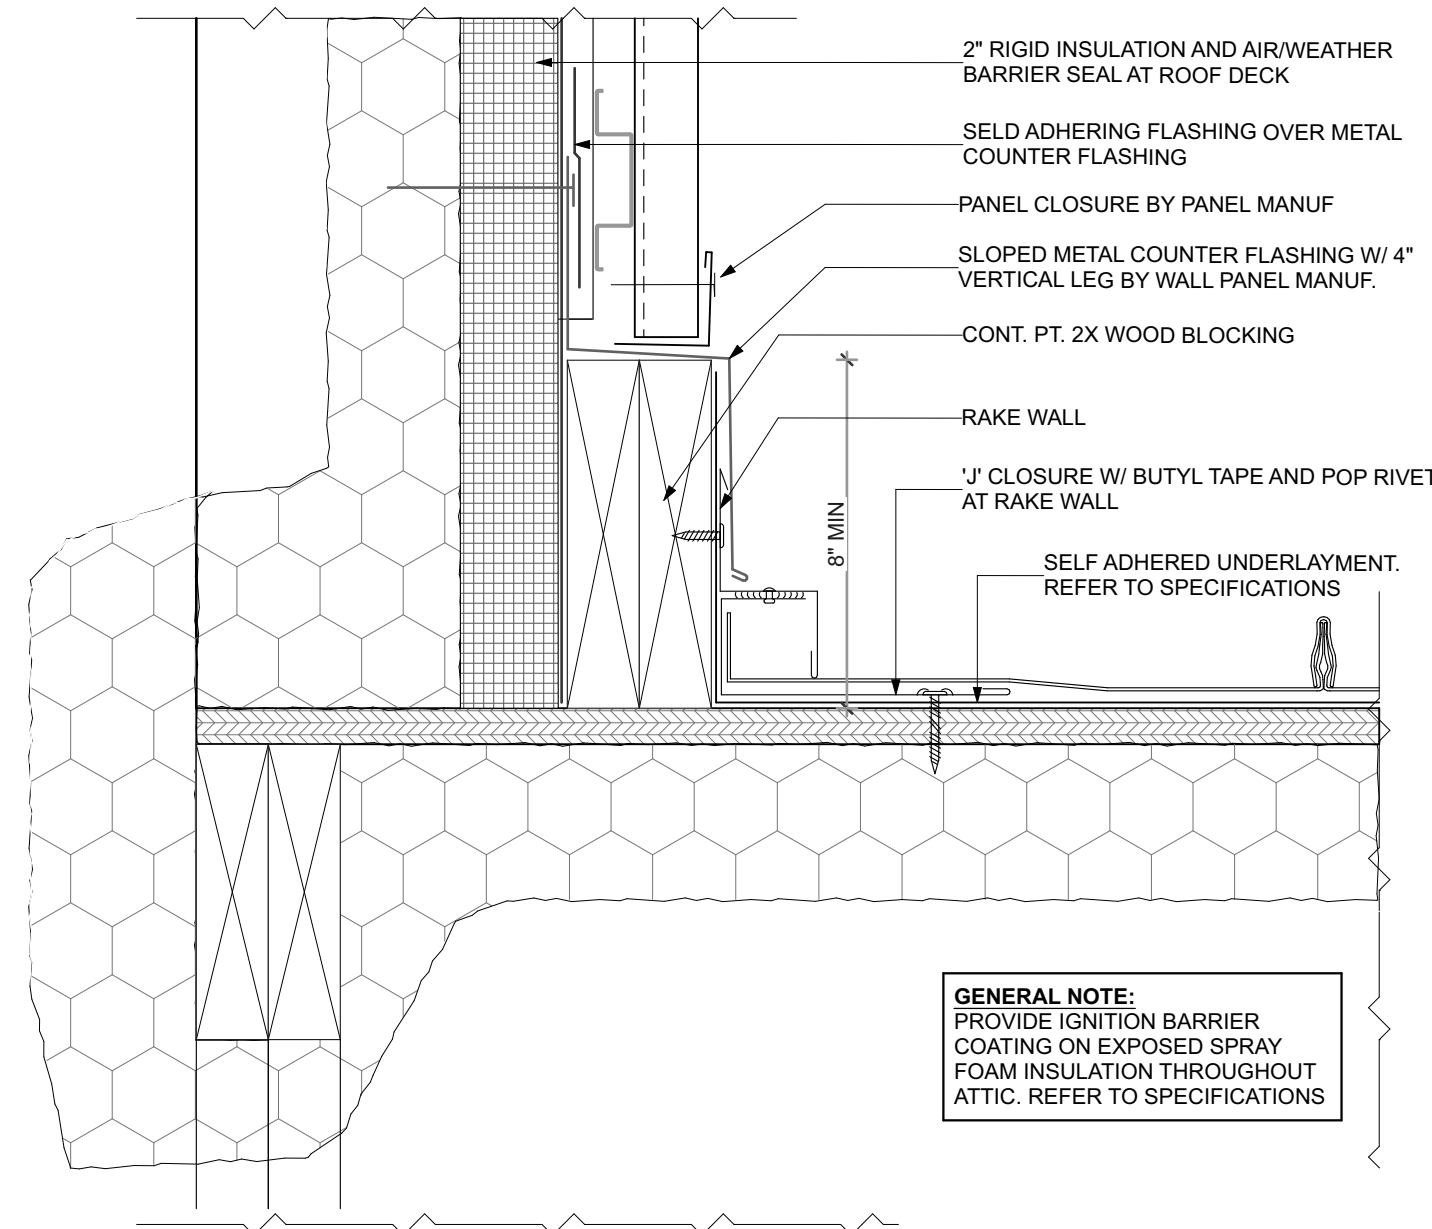 2" RIGID INSULATION AND AIR/WEATHER
BARRIER SEAL AT ROOF DECK
SELD ADHERING FLASHING OVER METAL
COUNTER FLASHING
PANEL CLOSURE BY PANEL MANUF
SLOPED METAL COUNTER FLASHING W/ 4"
VERTICAL LEG BY WALL PANEL MANUF.
CONT. PT. 2X WOOD BLOCKING
RAKE WALL
'J' CLOSURE W/ BUTYL TAPE AND POP RIVET
AT RAKE WALL
8" MIN
SELF ADHERED UNDERLAYMENT.
REFER TO SPECIFICATIONS
GENERAL NOTE:
PROVIDE IGNITION BARRIER
COATING ON EXPOSED SPRAY
FOAM INSULATION THROUGHOUT
ATTIC. REFER TO SPECIFICATIONS